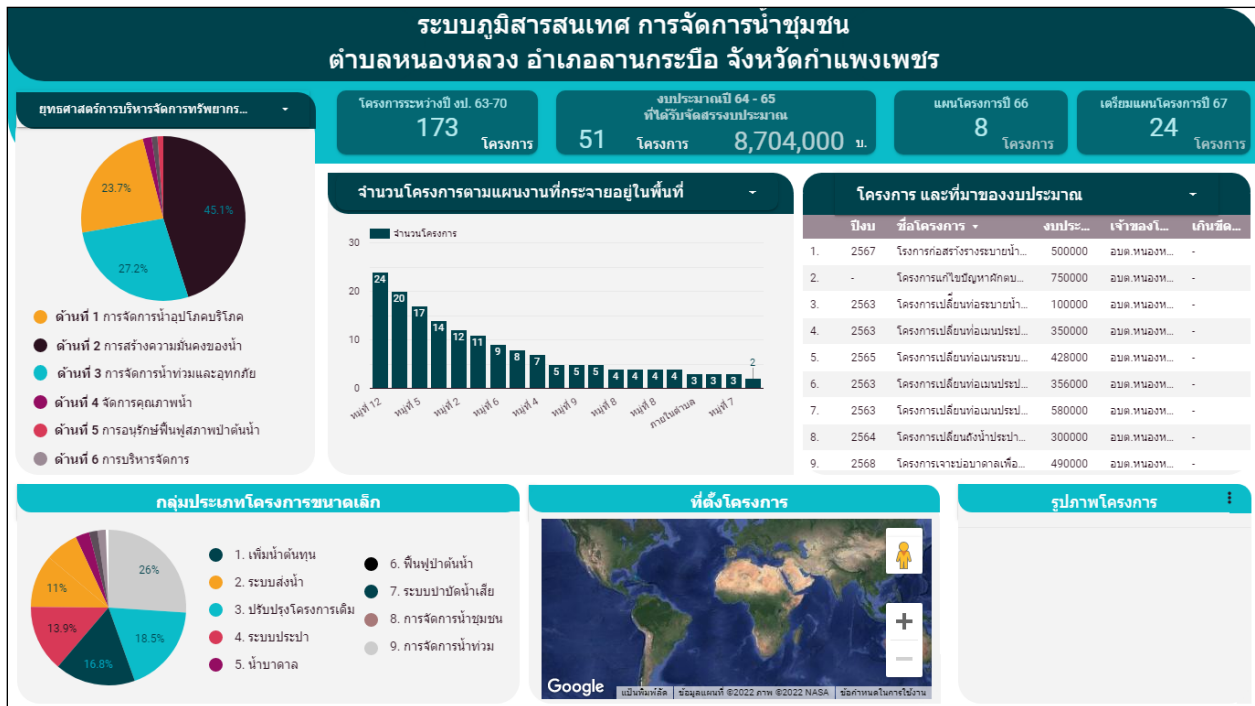 ระบบภูมิสารสนเทศ การจัดการน้ำชุมชน
ตำบลหนองหลวง อำเภอลานกระบือ จังหวัดกำแพงเพชร
ยุทธศาสตร์การบริหารจัดการทรัพยากร...
23.7%
45.1%
27.2%
ด้านที่ 1 การจัดการน้ำอุปโภคบริโภค
ด้านที่ 2 การสร้างความมั่นคงของน้ำ
ด้านที่ 3 การจัดการน้ำท่วมและอุทกภัย
ด้านที่ 4 จัดการคุณภาพน้ำ
ด้านที่ 5 การอนุรักษ์ฟื้นฟูสภาพป่าต้นน้ำ
ด้านที่ 6 การบริหารจัดการ
โครงการระหว่างปี งป. 63-70
173 โครงการ
งบประมาณปี 64 - 65
ที่ได้รับจัดสรรงบประมาณ
51 โครงการ 8,704,000 บ.
แผนโครงการปี 66
8 โครงการ
เตรียมแผนโครงการปี 67
24 โครงการ
จำนวนโครงการตามแผนงานที่กระจายอยู่ในพื้นที่
จำนวนโครงการ
30
20
10
0
24 20 17 14 12 11 9 8 7 5 5 5 4 4 4 4 3 3 3 2
หมู่ที่ 12 หมู่ที่ 5 หมู่ที่ 2 หมู่ที่ 6 หมู่ที่ 4 หมู่ที่ 9 หมู่ที่ 8 หมู่ที่ 8 ภายในตำบล หมู่ที่ 7
โครงการ และที่มาของงบประมาณ
ปีงบ ชื่อโครงการ งบประ... เจ้าของโ... เกินขีด...
1. 2567 โรงการก่อสร้างรางระบายน้ำ... 500000 อบต.หนองห... -
2. - โครงการแก้ไขปัญหาผักตบ... 750000 อบต.หนองห... -
3. 2563 โครงการเปลี่ยนท่อระบายน้ำ... 100000 อบต.หนองห... -
4. 2563 โครงการเปลี่ยนท่อเมนประป... 350000 อบต.หนองห... -
5. 2565 โครงการเปลี่ยนท่อเมนระบบ... 428000 อบต.หนองห... -
6. 2563 โครงการเปลี่ยนท่อเมนประป... 356000 อบต.หนองห... -
7. 2563 โครงการเปลี่ยนท่อเมนประป... 580000 อบต.หนองห... -
8. 2564 โครงการเปลี่ยนถังน้ำประปา... 300000 อบต.หนองห... -
9. 2568 โครงการเจาะบ่อบาดาลเพื่อ... 490000 อบต.หนองห... -
กลุ่มประเภทโครงการขนาดเล็ก
26%
11%
13.9%
18.5%
16.8%
1. เพิ่มน้ำต้นทุน
2. ระบบส่งน้ำ
3. ปรับปรุงโครงการเดิม
4. ระบบประปา
5. น้ำบาดาล
6. ฟื้นฟูป่าต้นน้ำ
7. ระบบบำบัดน้ำเสีย
8. การจัดการน้ำชุมชน
9. การจัดการน้ำท่วม
ที่ตั้งโครงการ
Google
แป้นพิมพ์ลัด ข้อมูลแผนที่ ©2022 ภาพ ©2022 NASA ข้อกำหนดในการใช้งาน
รูปภาพโครงการ